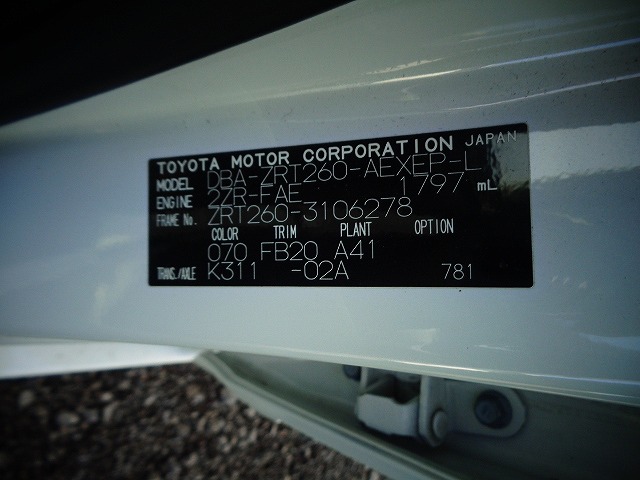 TOYOTA MOTOR CORPORATION JAPAN
MODEL DBA-ZRT260-AEXEP-L
ENGINE 2ZR-FAE 1797 mL
FRAME No. ZRT260-3106278
COLOR TRIM PLANT OPTION
070 FB20 A41
TRANS./AXLE K311 -02A 781